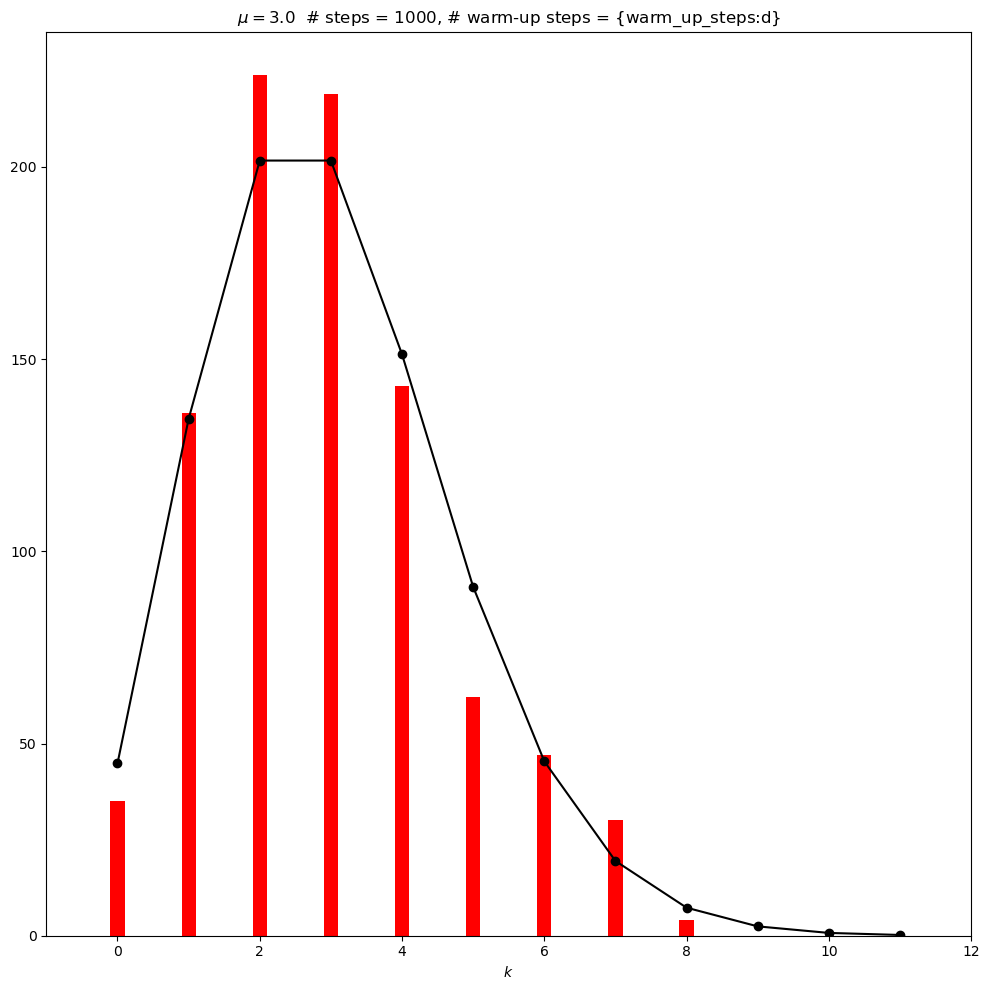 μ = 3.0 # steps = 1000, # warm-up steps = {warm_up_steps:d}
200
150
100
50
0
0 2 4 6 8 10 12
k